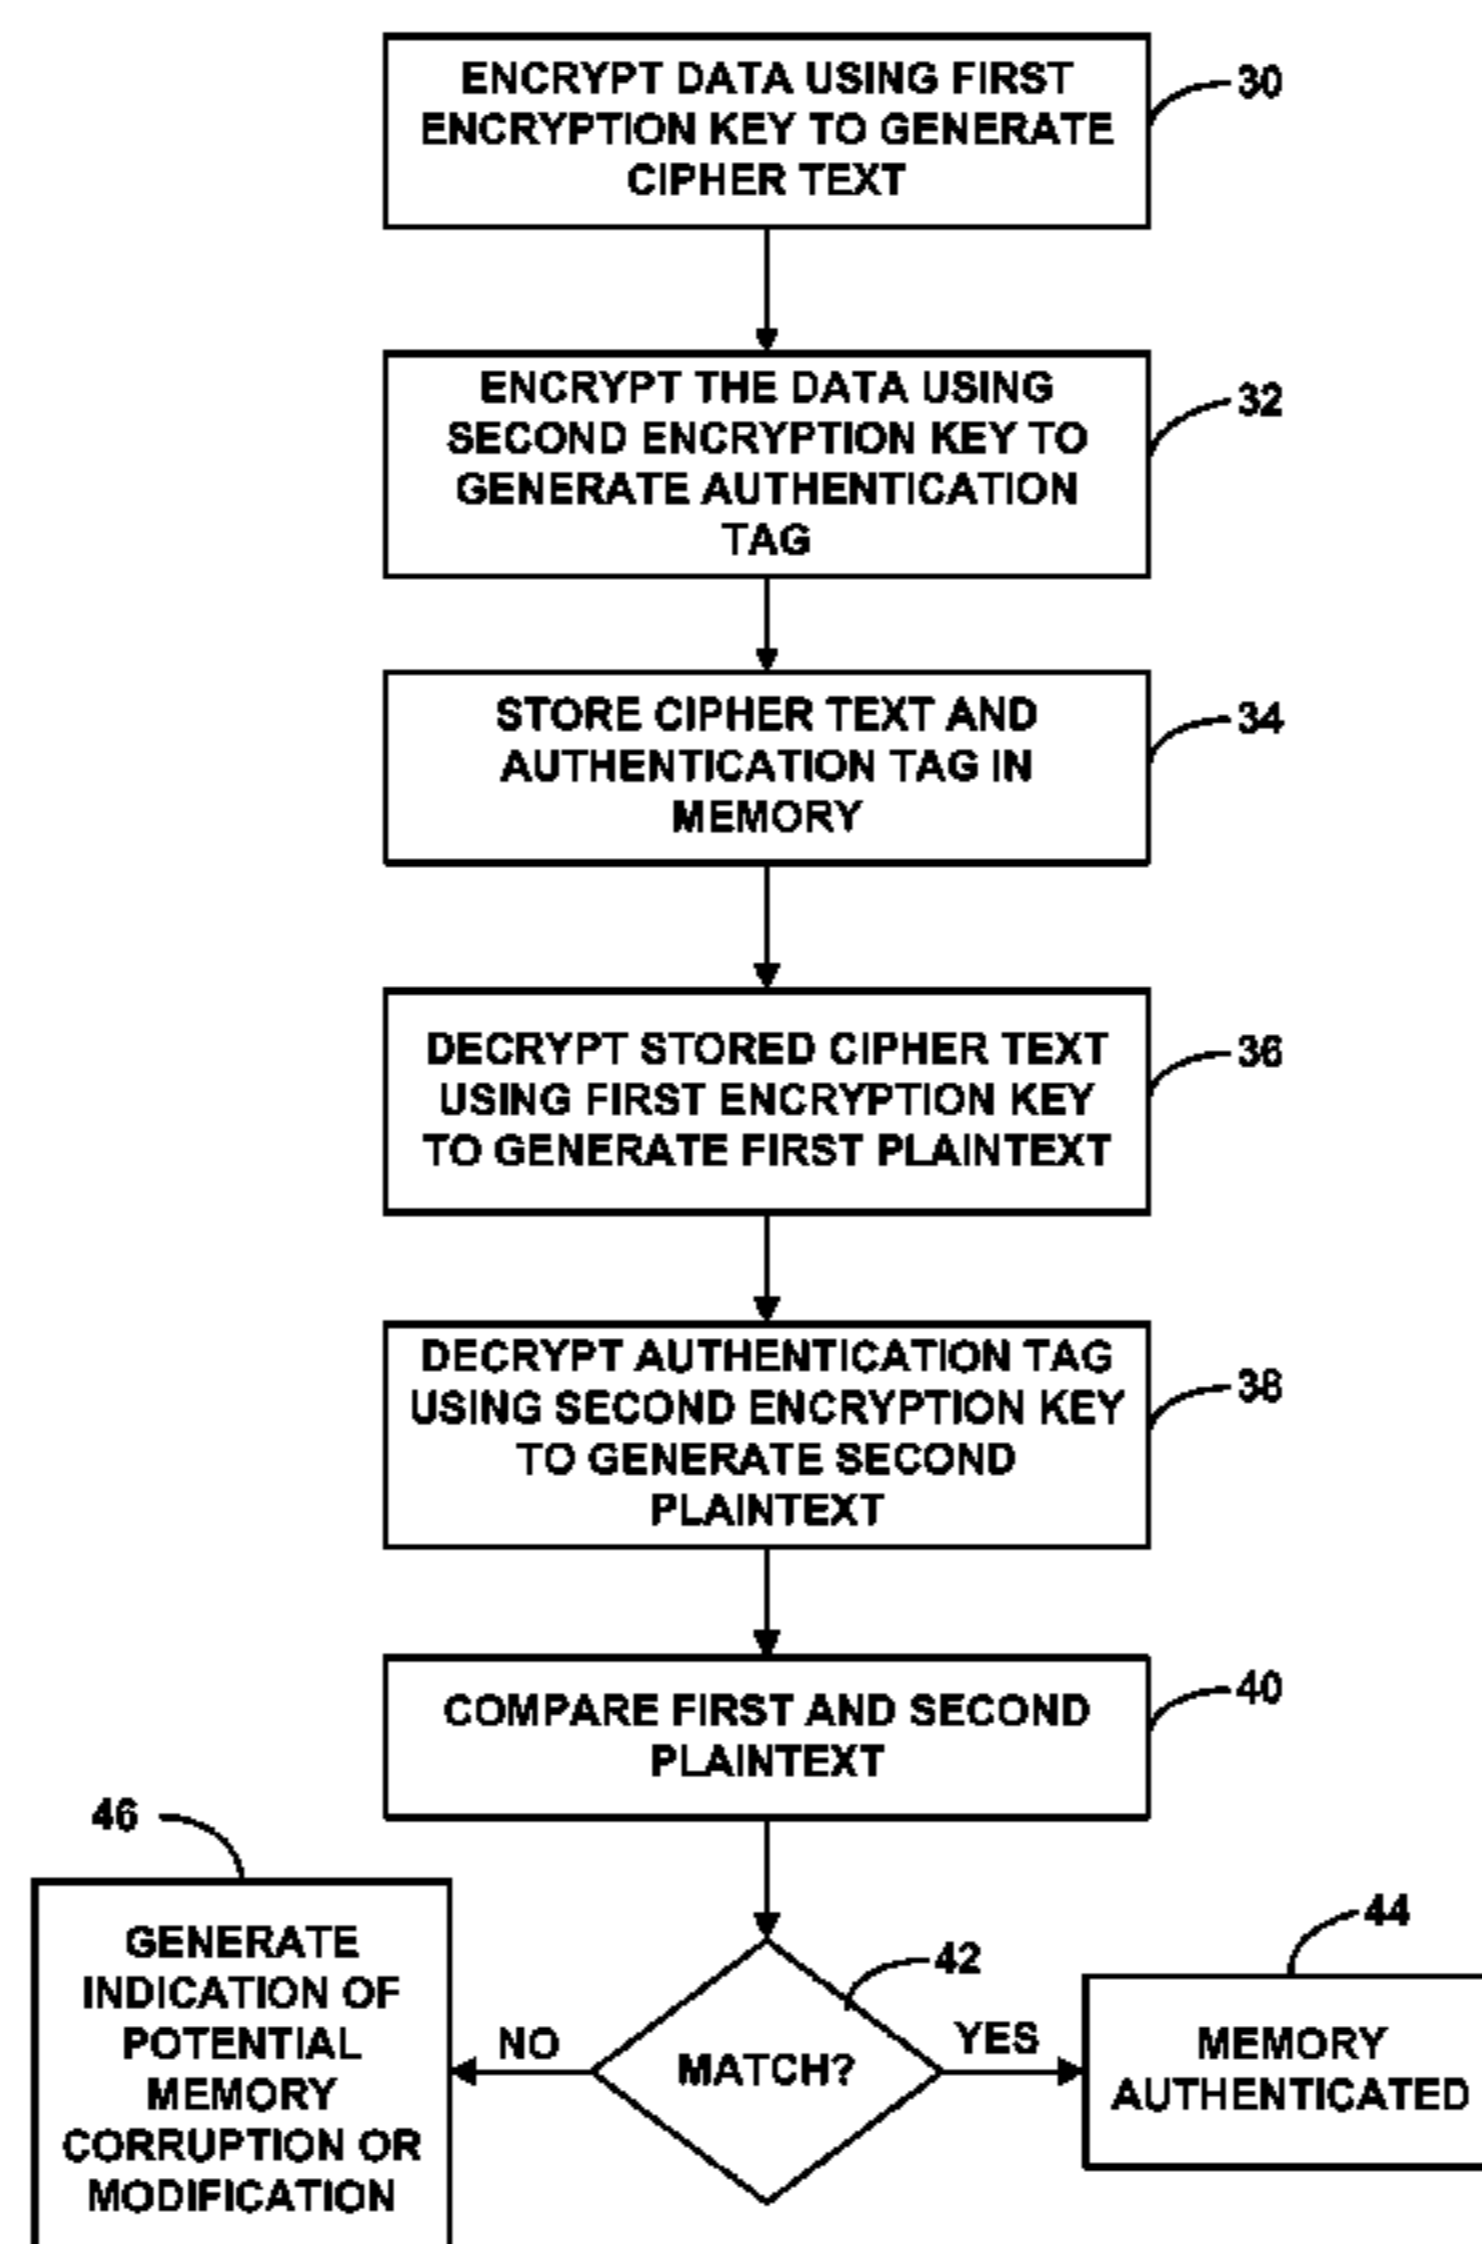 ENCRYPT DATA USING FIRST
ENCRYPTION KEY TO GENERATE
CIPHER TEXT
30
ENCRYPT THE DATA USING
SECOND ENCRYPTION KEY TO
GENERATE AUTHENTICATION
TAG
32
STORE CIPHER TEXT AND
AUTHENTICATION TAG IN
MEMORY
34
DECRYPT STORED CIPHER TEXT
USING FIRST ENCRYPTION KEY
TO GENERATE FIRST PLAINTEXT
36
DECRYPT AUTHENTICATION TAG
USING SECOND ENCRYPTION KEY
TO GENERATE SECOND
PLAINTEXT
38
COMPARE FIRST AND SECOND
PLAINTEXT
40
46
GENERATE
INDICATION OF
POTENTIAL
MEMORY
CORRUPTION OR
MODIFICATION
NO
MATCH?
42
YES
44
MEMORY
AUTHENTICATED